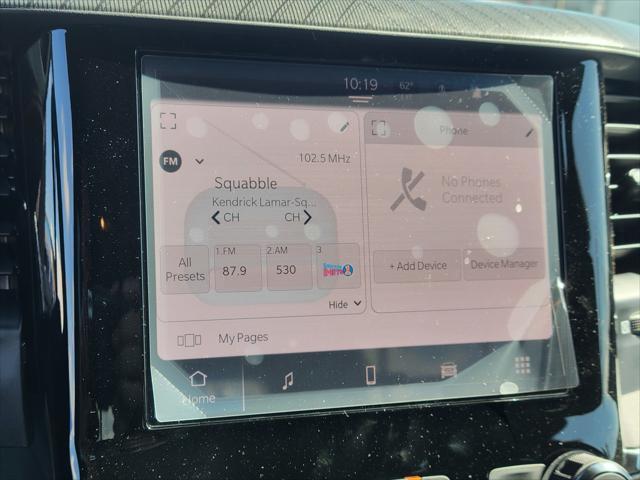 10:19 62°
Phone
FM
102.5 MHz
Squabble
Kendrick Lamar-Sq...
CH CH
No Phones
Connected
All
Presets
1.FM
87.9
2.AM
530
3.
+ Add Device
Device Manager
Hide
My Pages
Home